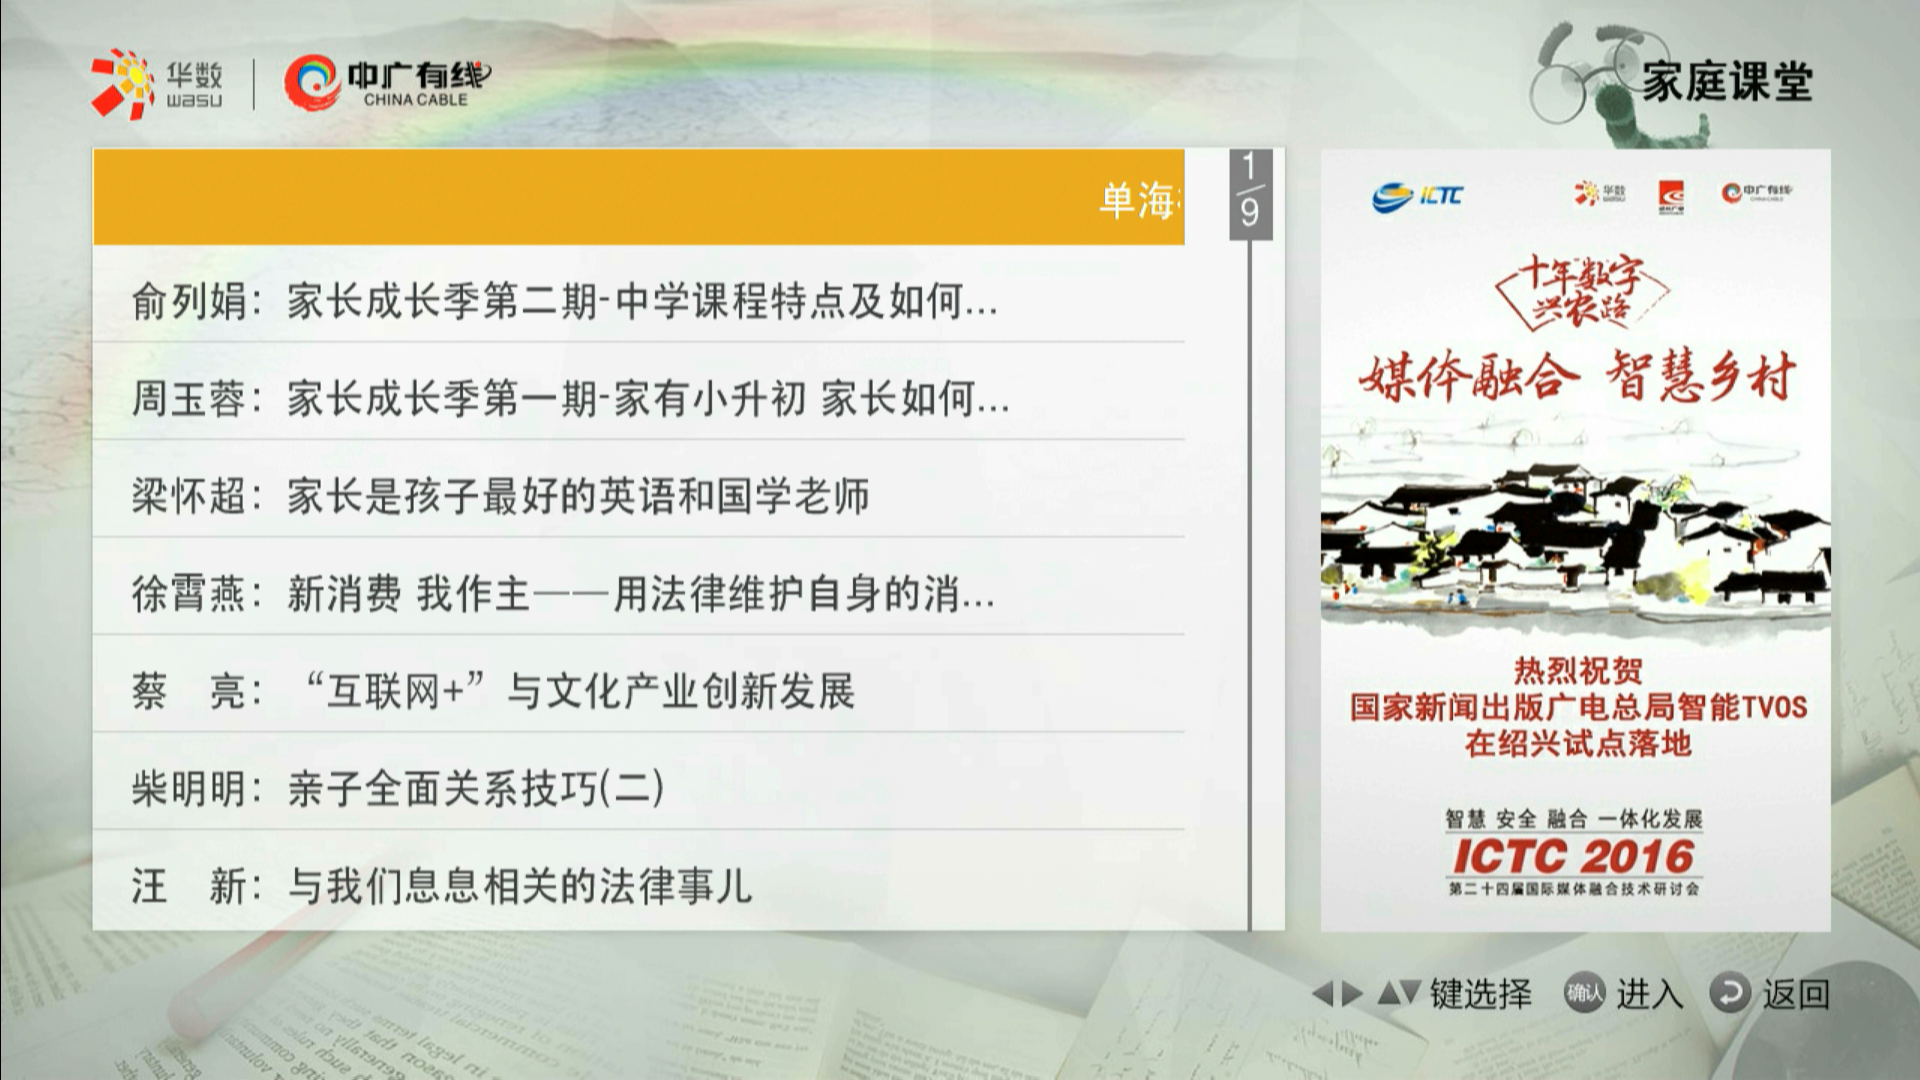 华数
wasu
中广有线
CHINA CABLE
家庭课堂
单海
1/9
俞列娟：家长成长季第二期-中学课程特点及如何...
周玉蓉：家长成长季第一期-家有小升初 家长如何...
梁怀超：家长是孩子最好的英语和国学老师
徐霄燕：新消费 我作主——用法律维护自身的消...
蔡　亮：“互联网+”与文化产业创新发展
柴明明：亲子全面关系技巧(二)
汪　新：与我们息息相关的法律事儿
ICTC
华数
wasu
中广有线
十年数字
兴农路
媒体融合 智慧乡村
热烈祝贺
国家新闻出版广电总局智能TVOS
在绍兴试点落地
智慧 安全 融合 一体化发展
ICTC 2016
第二十四届国际媒体融合技术研讨会
键选择 确认 进入 返回